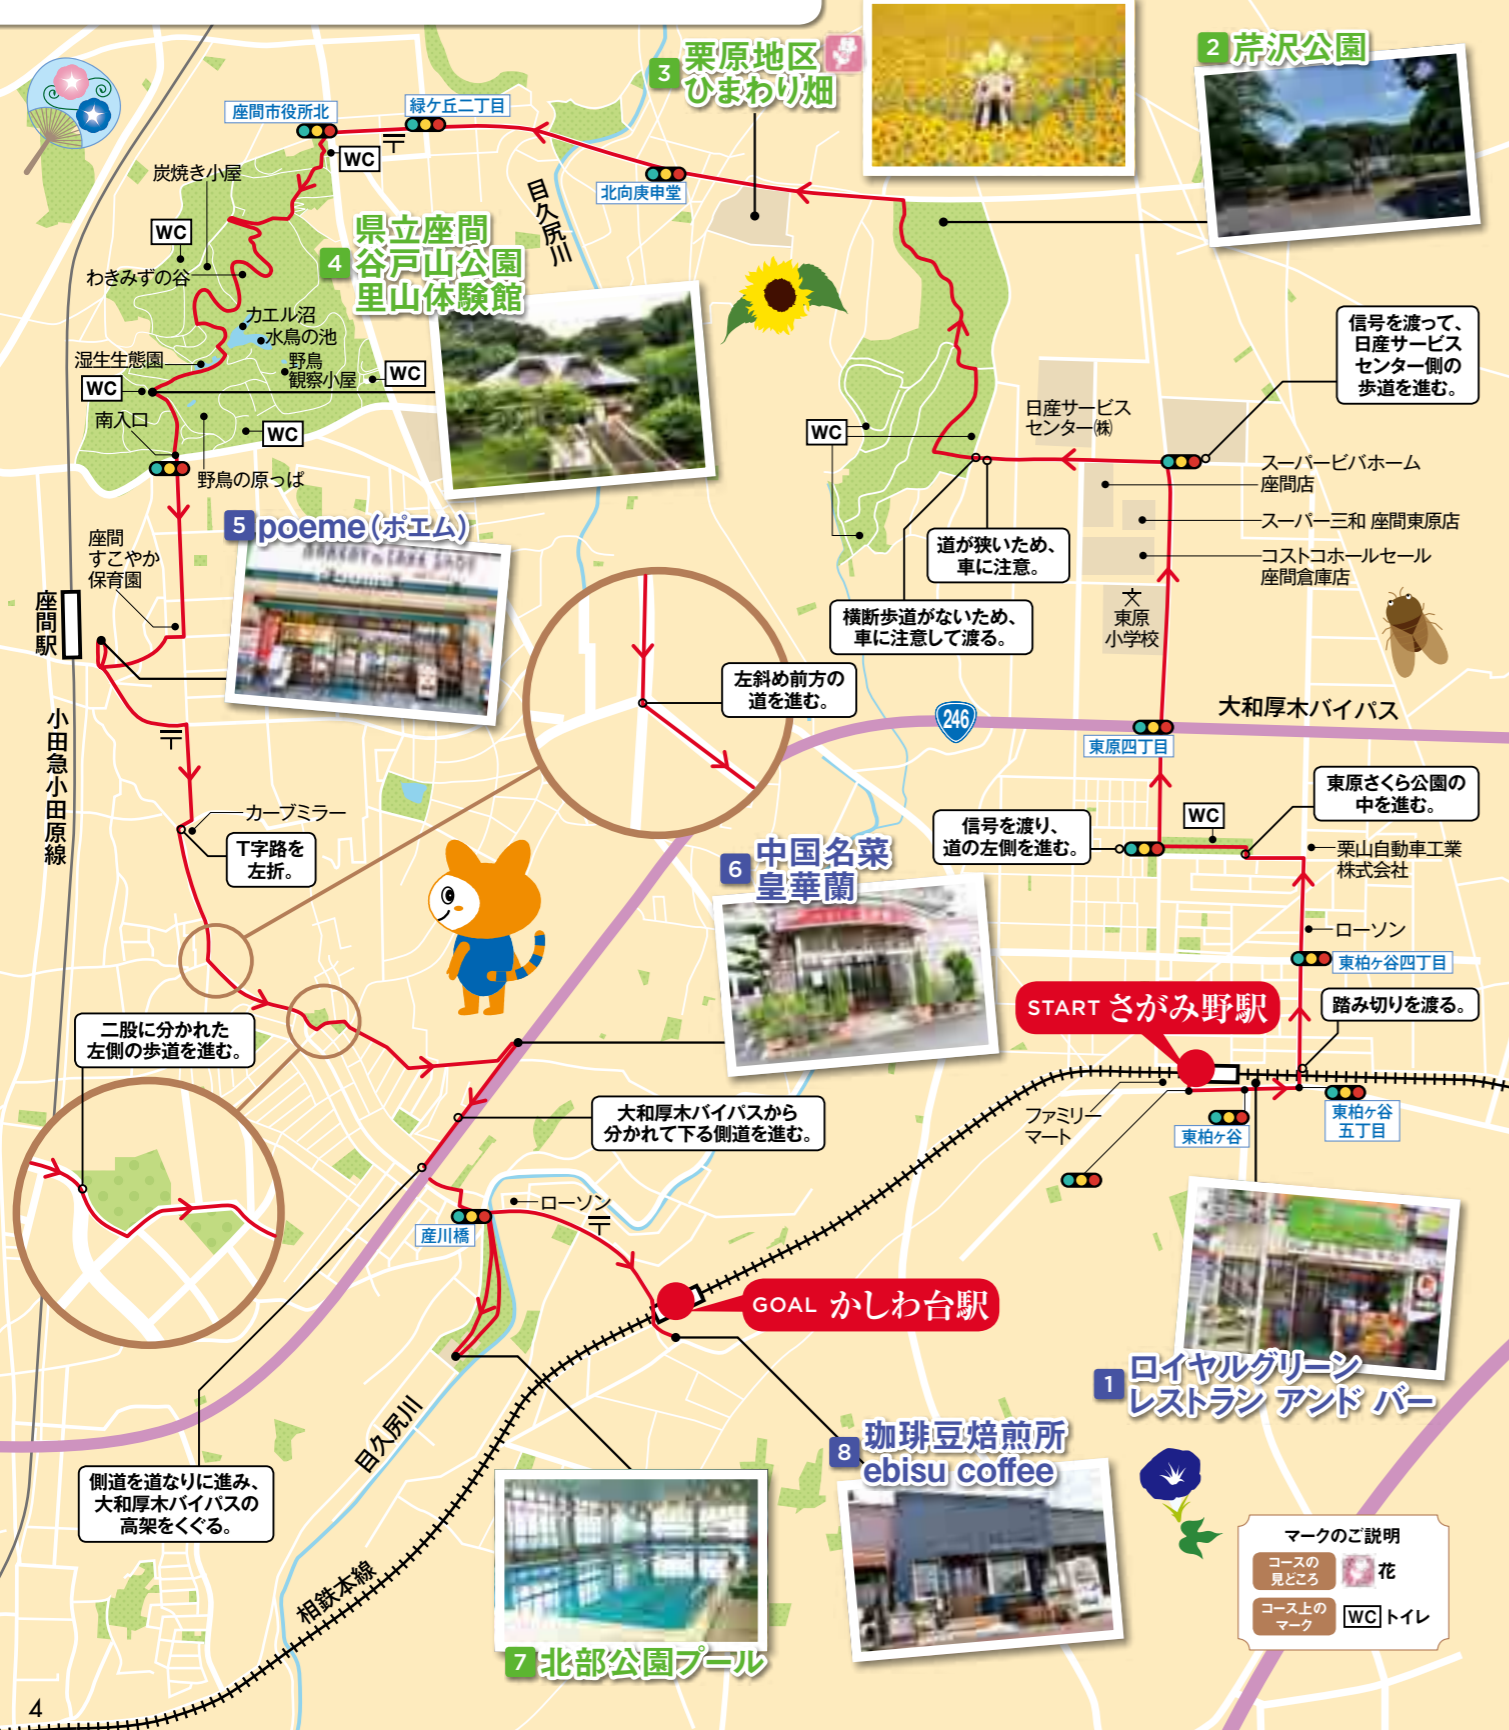 3 栗原地区
ひまわり畑
2 芹沢公園
座間市役所北
緑ケ丘二丁目
WC
炭焼き小屋
北向庚申堂
目久尻川
WC
4 県立座間
谷戸山公園
里山体験館
わきみずの谷
カエル沼
水鳥の池
湿生生態園
野鳥
観察小屋
WC
WC
南入口
WC
野鳥の原っぱ
信号を渡って、
日産サービス
センター側の
歩道を進む。
日産サービス
センター㈱
WC
スーパービバホーム
座間店
スーパー三和 座間東原店
コストコホールセール
座間倉庫店
道が狭いため、
車に注意。
横断歩道がないため、
車に注意して渡る。
文
東原
小学校
5 poeme(ポエム)
座間
すこやか
保育園
座間駅
左斜め前方の
道を進む。
246
大和厚木バイパス
東原四丁目
小田急小田原線
カーブミラー
T字路を
左折。
東原さくら公園の
中を進む。
WC
信号を渡り、
道の左側を進む。
栗山自動車工業
株式会社
6 中国名菜
皇華蘭
ローソン
東柏ケ谷四丁目
START さがみ野駅
踏み切りを渡る。
二股に分かれた
左側の歩道を進む。
大和厚木バイパスから
分かれて下る側道を進む。
ファミリー
マート
東柏ケ谷
東柏ケ谷
五丁目
ローソン
産川橋
GOAL かしわ台駅
1 ロイヤルグリーン
レストラン アンド バー
目久尻川
8 珈琲豆焙煎所
ebisu coffee
側道を道なりに進み、
大和厚木バイパスの
高架をくぐる。
相鉄本線
7 北部公園プール
マークのご説明
コースの
見どころ
花
コース上の
マーク
WC トイレ
4